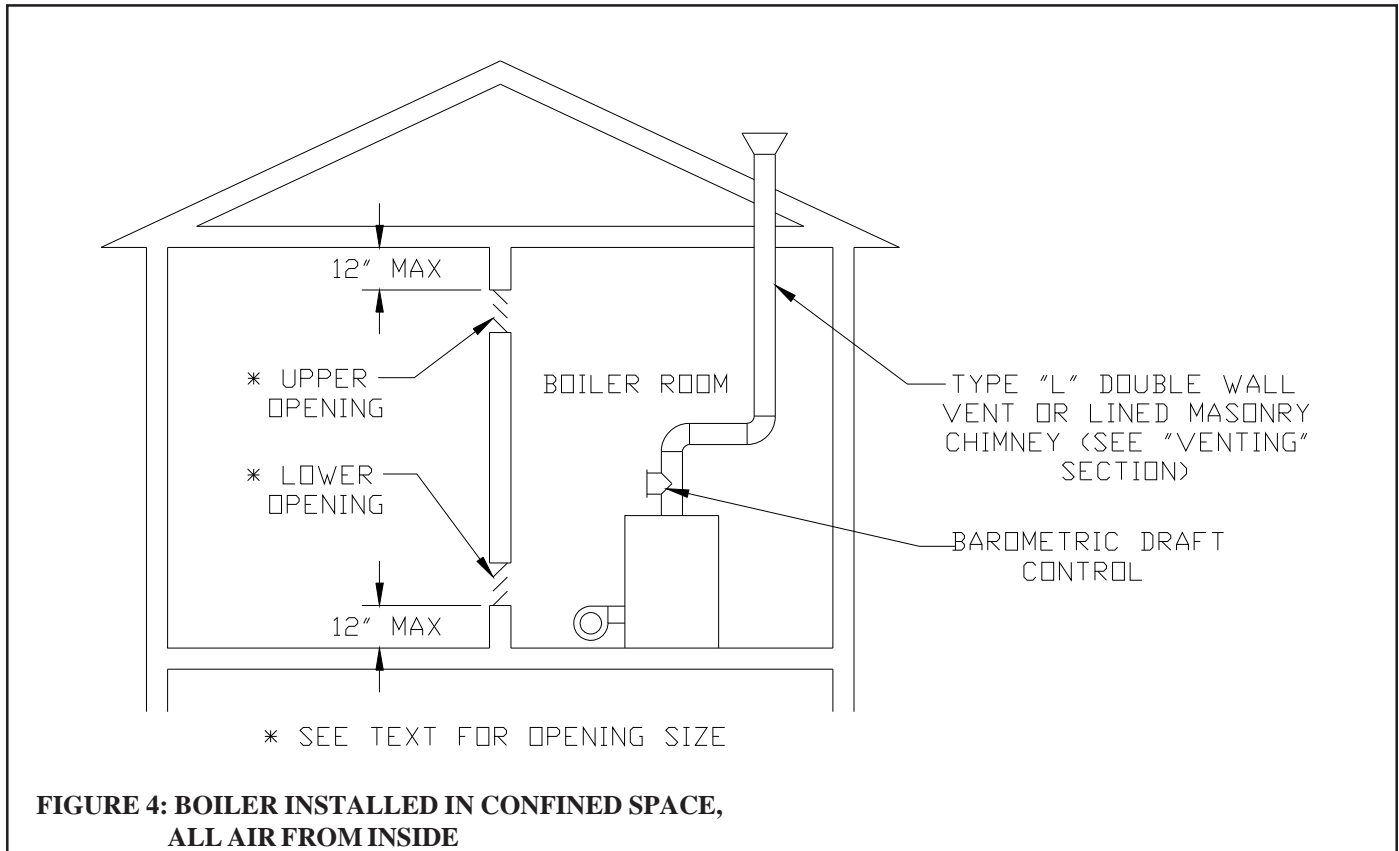 12" MAX
* UPPER
OPENING
BOILER ROOM
TYPE "L" DOUBLE WALL
VENT OR LINED MASONRY
CHIMNEY (SEE "VENTING"
SECTION)
* LOWER
OPENING
BAROMETRIC DRAFT
CONTROL
12" MAX
* SEE TEXT FOR OPENING SIZE
FIGURE 4: BOILER INSTALLED IN CONFINED SPACE,
ALL AIR FROM INSIDE